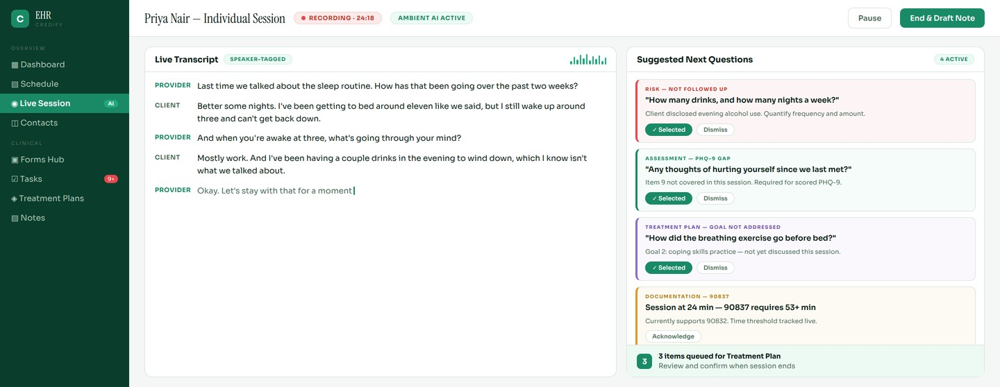 C
EHR
CREDIFY
OVERVIEW
Dashboard
Schedule
Live Session AI
Contacts
CLINICAL
Forms Hub
Tasks 9+
Treatment Plans
Notes
Priya Nair — Individual Session
RECORDING · 24:18
AMBIENT AI ACTIVE
Pause
End & Draft Note
Live Transcript
SPEAKER-TAGGED
PROVIDER Last time we talked about the sleep routine. How has that been going over the past two weeks?
CLIENT Better some nights. I've been getting to bed around eleven like we said, but I still wake up around
three and can't get back down.
PROVIDER And when you're awake at three, what's going through your mind?
CLIENT Mostly work. And I've been having a couple drinks in the evening to wind down, which I know isn't
what we talked about.
PROVIDER Okay. Let's stay with that for a moment
Suggested Next Questions
4 ACTIVE
RISK — NOT FOLLOWED UP
"How many drinks, and how many nights a week?"
Client disclosed evening alcohol use. Quantify frequency and amount.
✓ Selected Dismiss
ASSESSMENT — PHQ-9 GAP
"Any thoughts of hurting yourself since we last met?"
Item 9 not covered in this session. Required for scored PHQ-9.
✓ Selected Dismiss
TREATMENT PLAN — GOAL NOT ADDRESSED
"How did the breathing exercise go before bed?"
Goal 2: coping skills practice — not yet discussed this session.
✓ Selected Dismiss
DOCUMENTATION — 90837
Session at 24 min — 90837 requires 53+ min
Currently supports 90832. Time threshold tracked live.
Acknowledge
3
3 items queued for Treatment Plan
Review and confirm when session ends